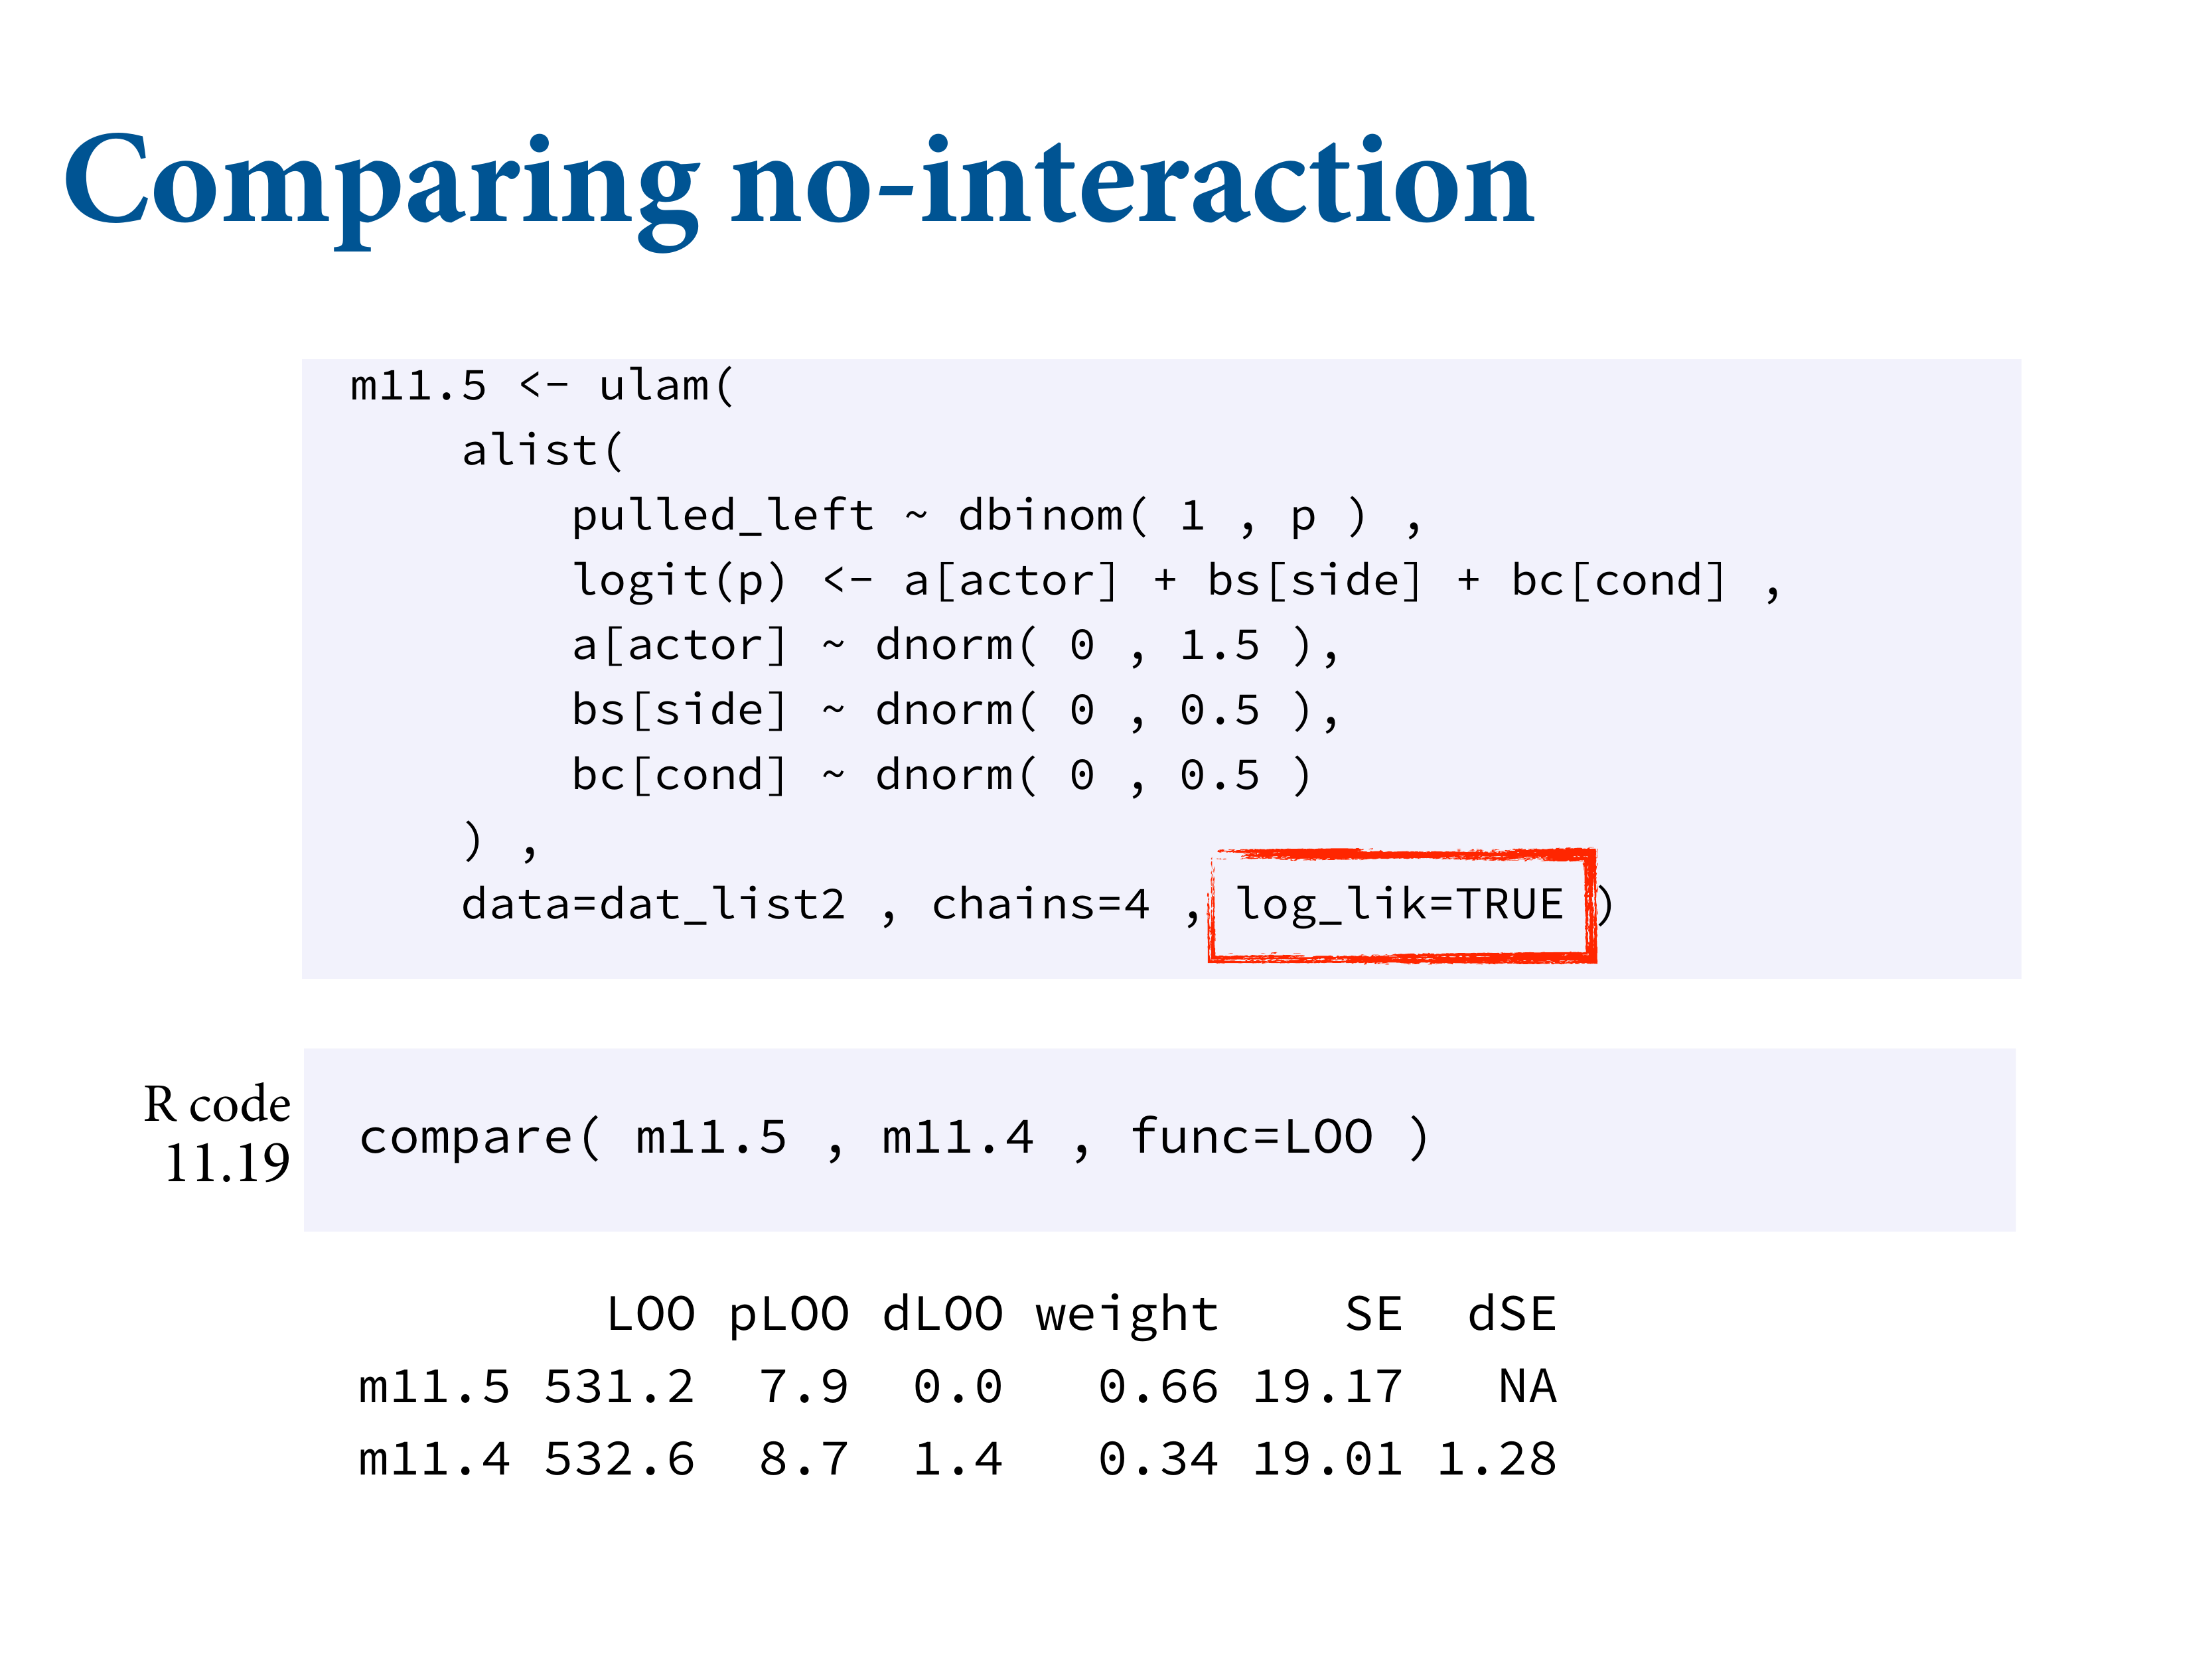 Comparing no-interaction
m11.5 <- ulam(
    alist(
        pulled_left ~ dbinom( 1 , p ) ,
        logit(p) <- a[actor] + bs[side] + bc[cond] ,
        a[actor] ~ dnorm( 0 , 1.5 ),
        bs[side] ~ dnorm( 0 , 0.5 ),
        bc[cond] ~ dnorm( 0 , 0.5 )
    ) ,
    data=dat_list2 , chains=4 , log_lik=TRUE )
R code
11.19
compare( m11.5 , m11.4 , func=LOO )
        LOO pLOO dLOO weight    SE  dSE
m11.5 531.2  7.9  0.0   0.66 19.17   NA
m11.4 532.6  8.7  1.4   0.34 19.01 1.28